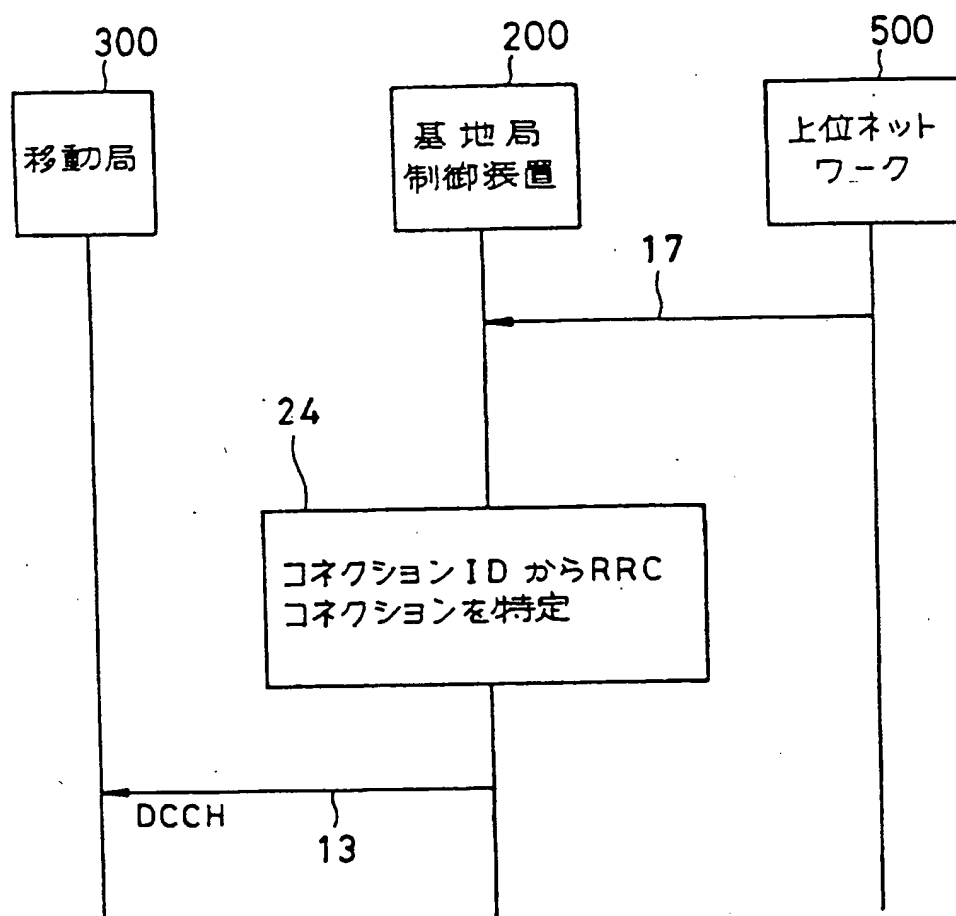 300
200
500
移動局
基地局
制御装置
上位ネット
ワーク
17
24
コネクションID からRRC
コネクションを特定
DCCH
13